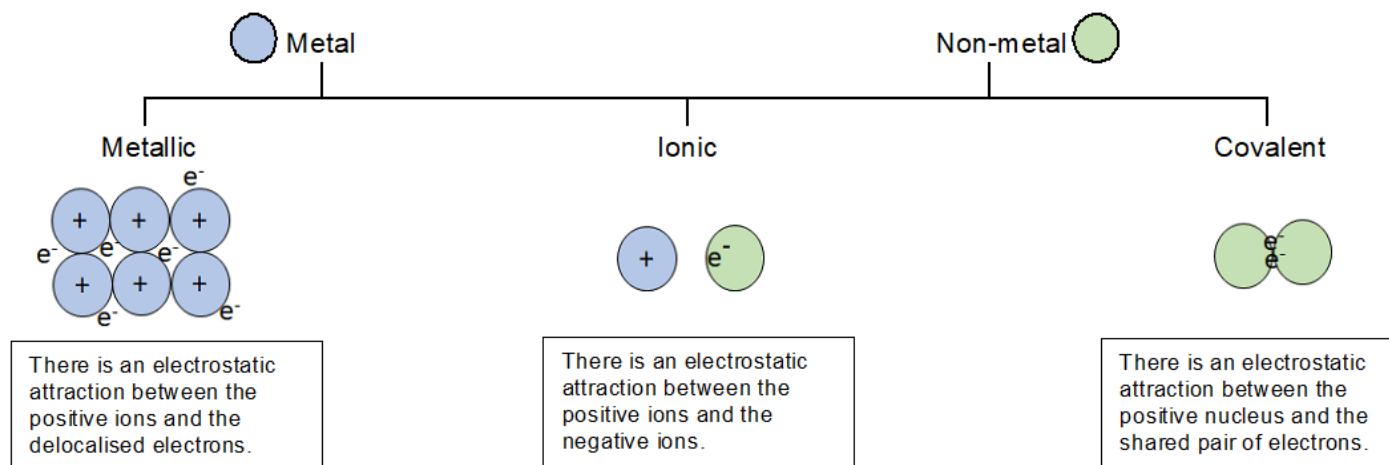 Metal
Non-metal
Metallic
Ionic
Covalent
e⁻
+ + +
e⁻ e⁻ e⁻
+ + +
e⁻ e⁻
+ e⁻
e⁻
e⁻
There is an electrostatic
attraction between the
positive ions and the
delocalised electrons.
There is an electrostatic
attraction between the
positive ions and the
negative ions.
There is an electrostatic
attraction between the
positive nucleus and the
shared pair of electrons.